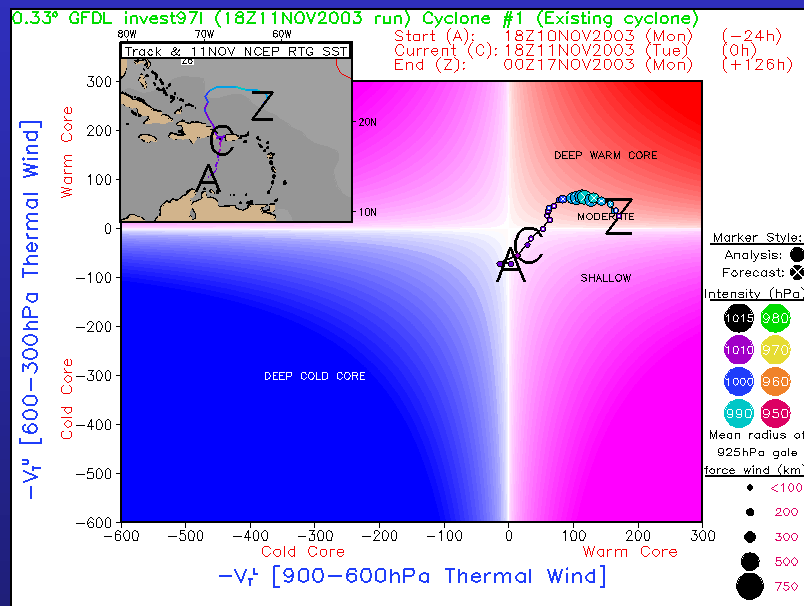 0.33° GFDL invest97l (18Z11NOV2003 run) Cyclone #1 (Existing cyclone)
Start (A): 18Z10NOV2003 (Mon) (-24h)
Current (C): 18Z11NOV2003 (Tue) (0h)
End (Z): 00Z17NOV2003 (Mon) (+126h)
80W 70W 60W
Track & 11NOV NCEP RTG SST
28
20N
10N
A
C
Z
-VTU [600-300hPa Thermal Wind]
Warm Core
Cold Core
300
200
100
0
-100
-200
-300
-400
-500
-600
DEEP WARM CORE
MODERATE
SHALLOW
DEEP COLD CORE
A
C
Z
-600 -500 -400 -300 -200 -100 0 100 200 300
Cold Core Warm Core
-VTL [900-600hPa Thermal Wind]
Marker Style:
Analysis:
Forecast:
Intensity (hPa)
1015 980
1010 970
1000 960
990 950
Mean radius of
925hPa gale
force wind (km)
<100
200
300
500
750